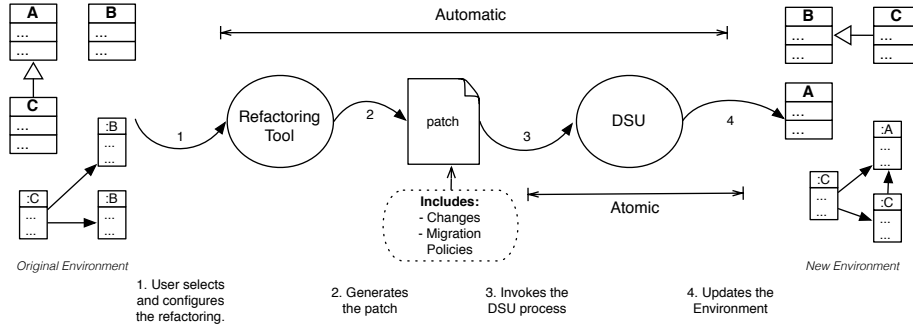 A
...
...
B
...
...
C
...
...
:B
...
...
:C
...
...
:B
...
...
Original Environment
Automatic
1
Refactoring
Tool
2
patch
3
DSU
4
Includes:
- Changes
- Migration
Policies
Atomic
B
...
...
C
...
...
A
...
...
:A
...
...
:C
...
...
:C
...
...
New Environment
1. User selects
and configures
the refactoring.
2. Generates
the patch
3. Invokes the
DSU process
4. Updates the
Environment